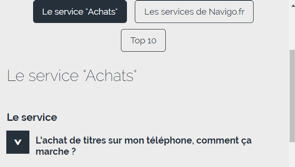 Le service "Achats"
Les services de Navigo.fr
Top 10
Le service "Achats"
Le service
L'achat de titres sur mon téléphone, comment ça
marche ?